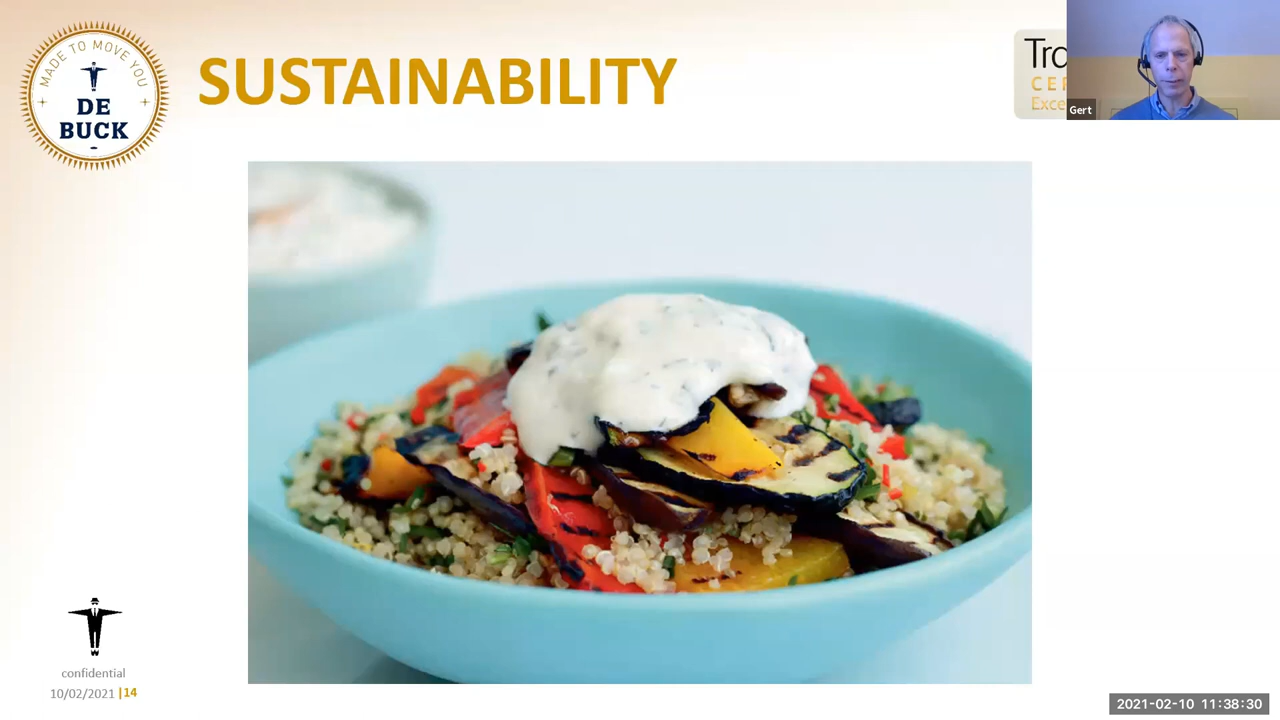 MADE TO MOVE YOU
DE
BUCK
SUSTAINABILITY
Gert
confidential
10/02/2021 |14
2021-02-10 11:38:30